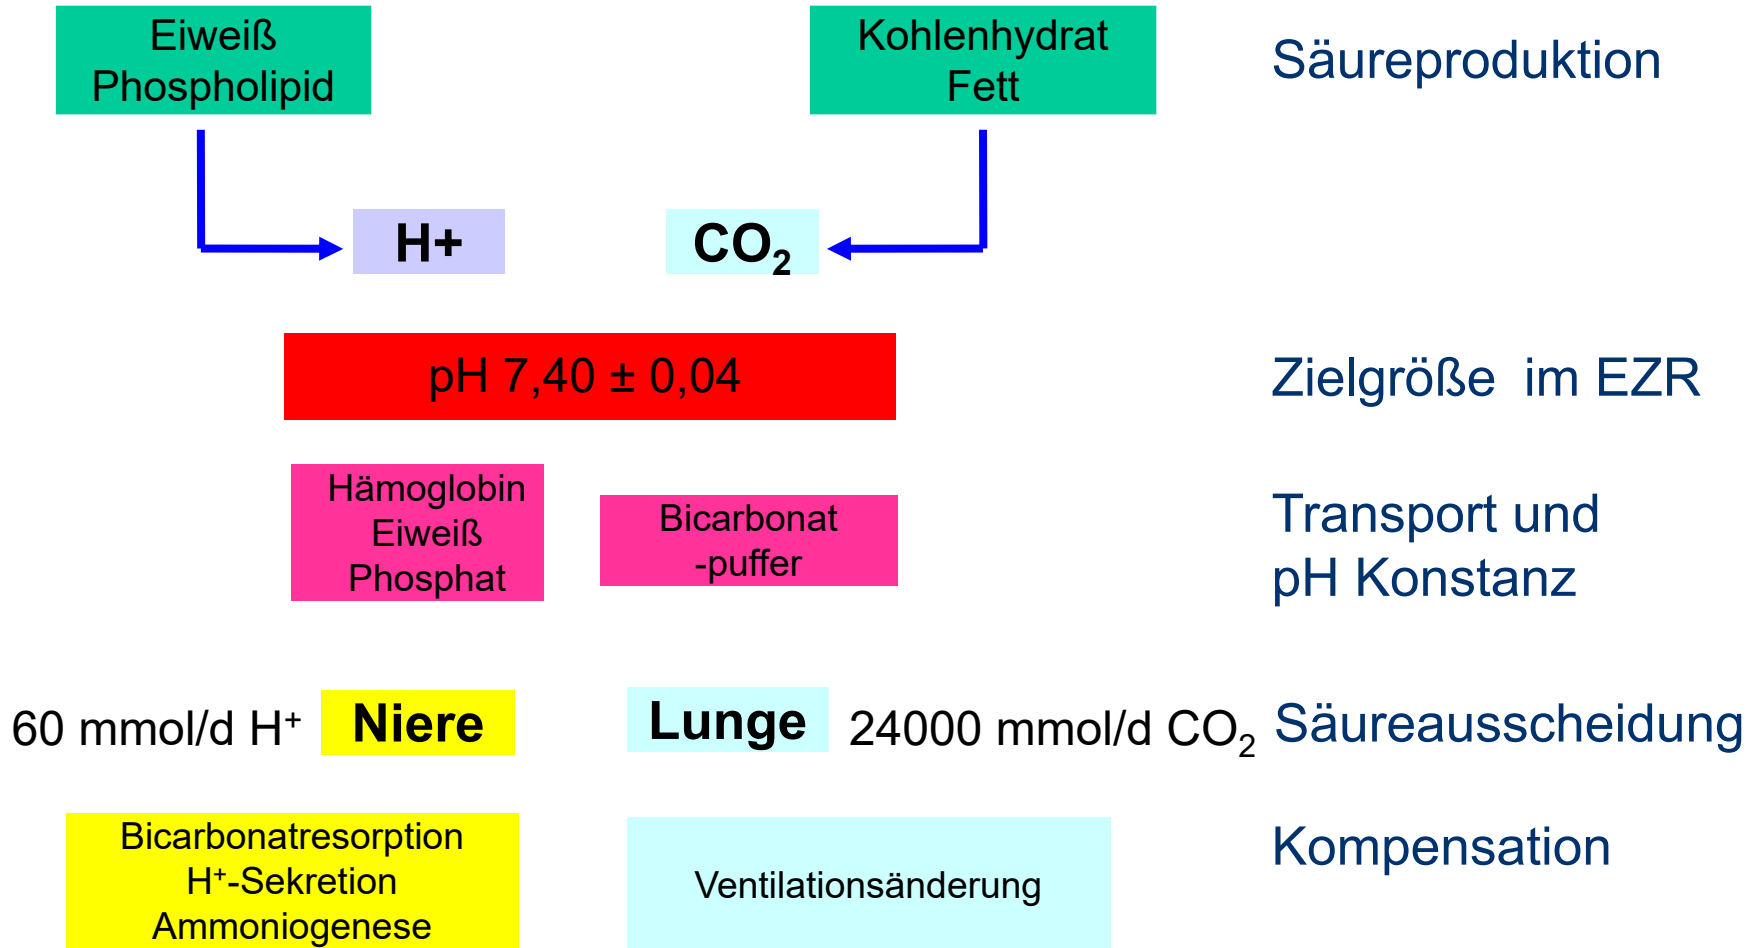 Eiweiß
Phospholipid
Kohlenhydrat
Fett
Säureproduktion
H+
CO₂
pH 7,40 ± 0,04
Zielgröße im EZR
Hämoglobin
Eiweiß
Phosphat
Bicarbonat
-puffer
Transport und
pH Konstanz
60 mmol/d H⁺
Niere
Lunge
24000 mmol/d CO₂
Säureausscheidung
Bicarbonatresorption
H⁺-Sekretion
Ammoniogenese
Ventilationsänderung
Kompensation